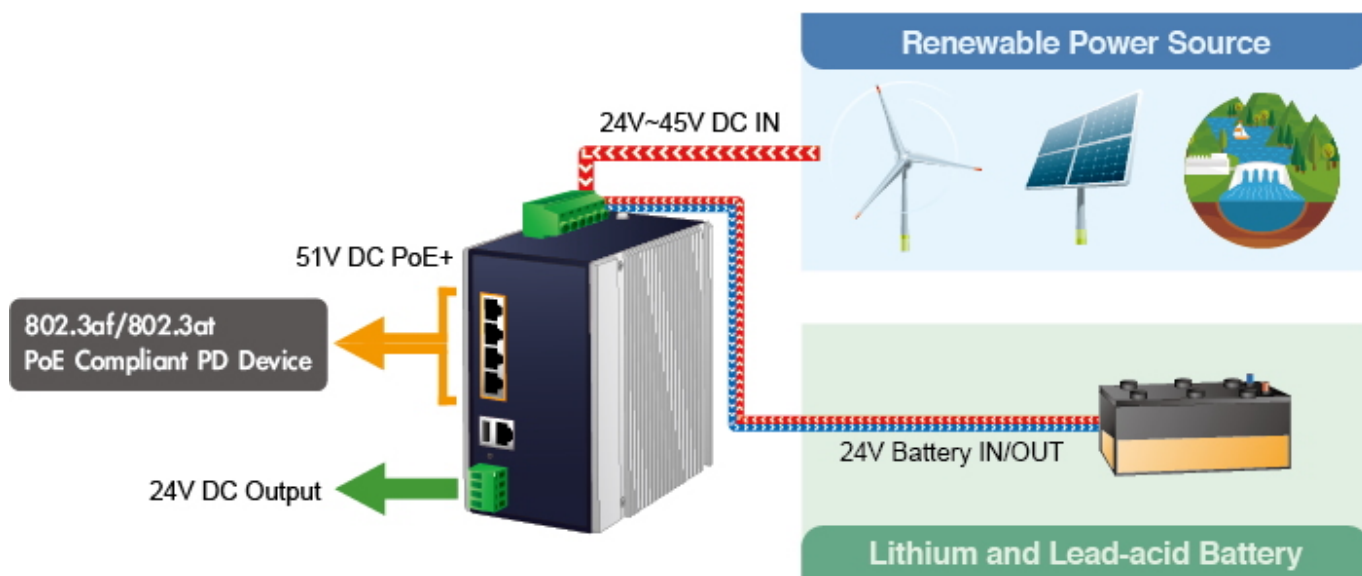 Renewable Power Source
24V~45V DC IN
51V DC PoE+
802.3af/802.3at
PoE Compliant PD Device
24V DC Output
24V Battery IN/OUT
Lithium and Lead-acid Battery